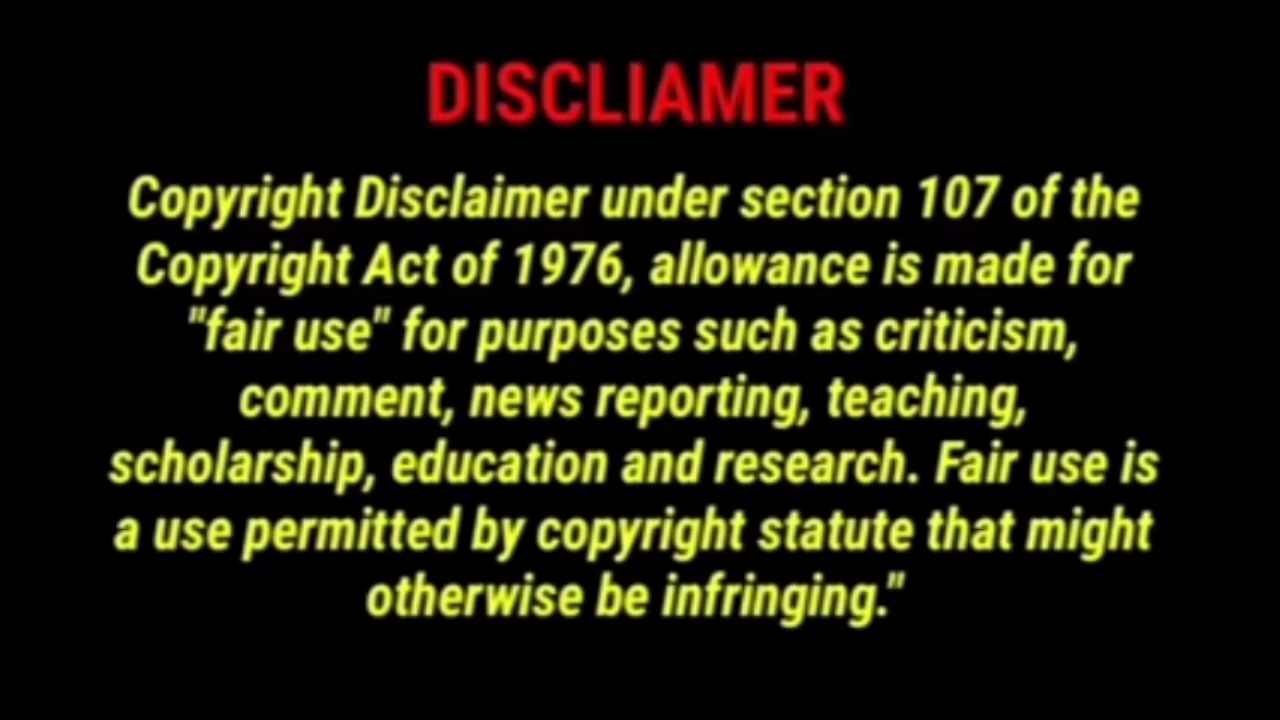 DISCLIAMER
Copyright Disclaimer under section 107 of the
Copyright Act of 1976, allowance is made for
"fair use" for purposes such as criticism,
comment, news reporting, teaching,
scholarship, education and research. Fair use is
a use permitted by copyright statute that might
otherwise be infringing."